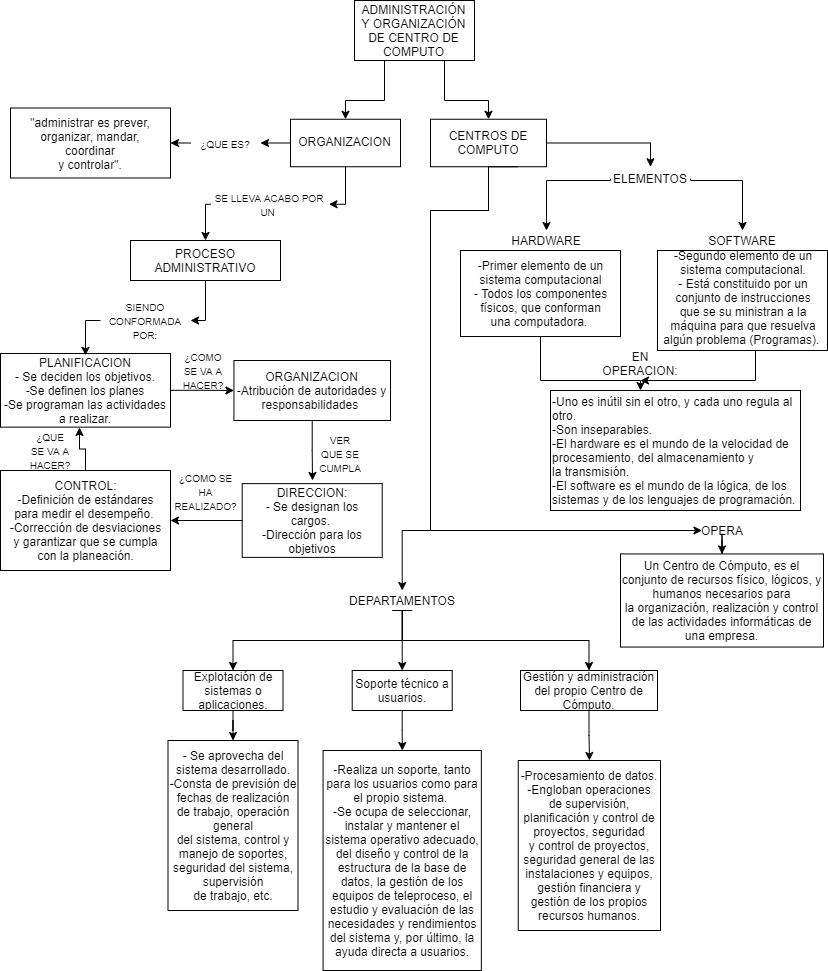 ADMINISTRACIÓN
Y ORGANIZACIÓN
DE CENTRO DE
CÓMPUTO
"administrar es prever,
organizar, mandar,
coordinar
y controlar".
¿QUE ES?
ORGANIZACION
CENTROS DE
COMPUTO
SE LLEVA ACABO POR
UN
ELEMENTOS
PROCESO
ADMINISTRATIVO
HARDWARE
-Primer elemento de un
sistema computacional
- Todos los componentes
físicos, que conforman
una computadora.
SOFTWARE
-Segundo elemento de un
sistema computacional.
- Está constituido por un
conjunto de instrucciones
que se su ministran a la
máquina para que resuelva
algún problema (Programas).
SIENDO
CONFORMADA
POR:
PLANIFICACION
- Se deciden los objetivos.
-Se definen los planes
-Se programan las actividades
a realizar.
¿COMO
SE VA A
HACER?
ORGANIZACION
-Atribución de autoridades y
responsabilidades
EN
OPERACION:
-Uno es inútil sin el otro, y cada uno regula al
otro.
-Son inseparables.
-El hardware es el mundo de la velocidad de
procesamiento, del almacenamiento y
la transmisión.
-El software es el mundo de la lógica, de los
sistemas y de los lenguajes de programación.
¿QUE
SE VA A
HACER?
VER
QUE SE
CUMPLA
CONTROL:
-Definición de estándares
para medir el desempeño.
-Corrección de desviaciones
y garantizar que se cumpla
con la planeación.
¿COMO SE
HA
REALIZADO?
DIRECCION:
- Se designan los
cargos.
-Dirección para los
objetivos
OPERA
Un Centro de Cómputo, es el
conjunto de recursos físico, lógicos, y
humanos necesarios para
la organización, realización y control
de las actividades informáticas de
una empresa.
DEPARTAMENTOS
Explotación de
sistemas o
aplicaciones.
Soporte técnico a
usuarios.
Gestión y administración
del propio Centro de
Cómputo.
- Se aprovecha del
sistema desarrollado.
-Consta de previsión de
fechas de realización
de trabajo, operación
general
del sistema, control y
manejo de soportes,
seguridad del sistema,
supervisión
de trabajo, etc.
-Realiza un soporte, tanto
para los usuarios como para
el propio sistema.
-Se ocupa de seleccionar,
instalar y mantener el
sistema operativo adecuado,
del diseño y control de la
estructura de la base de
datos, la gestión de los
equipos de teleproceso, el
estudio y evaluación de las
necesidades y rendimientos
del sistema y, por último, la
ayuda directa a usuarios.
-Procesamiento de datos.
-Engloban operaciones
de supervisión,
planificación y control de
proyectos, seguridad
y control de proyectos,
seguridad general de las
instalaciones y equipos,
gestión financiera y
gestión de los propios
recursos humanos.